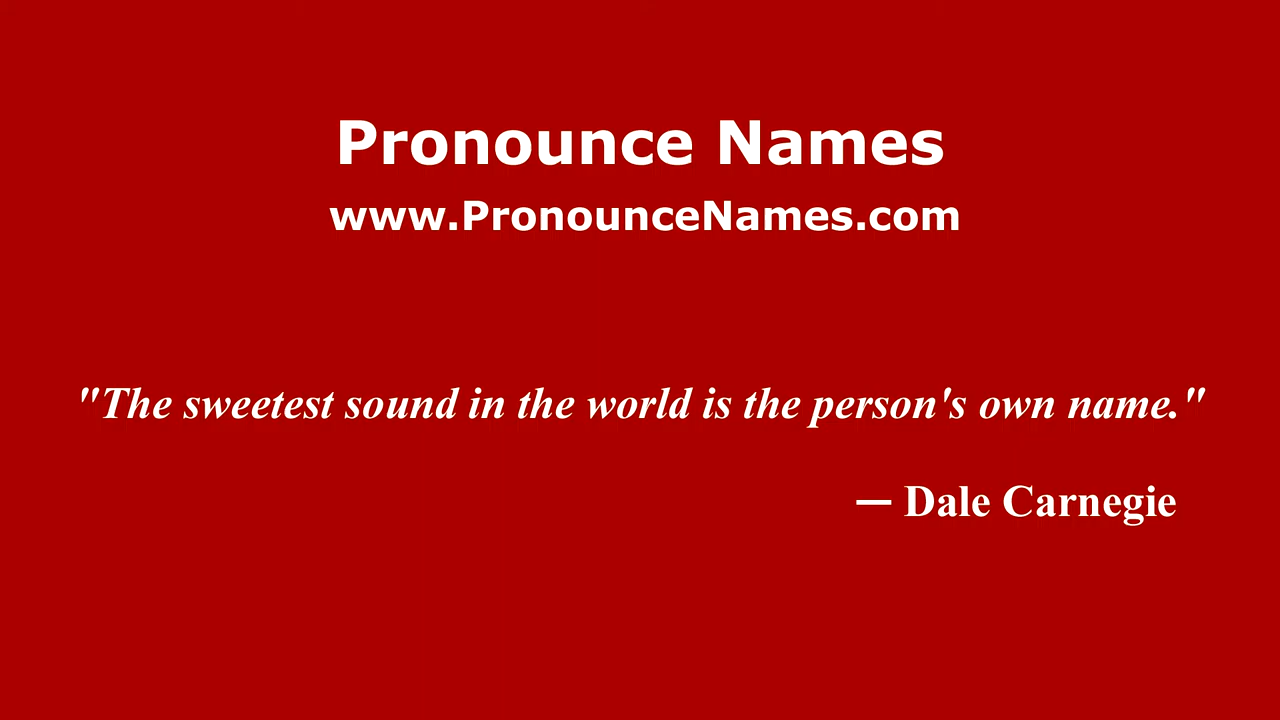 Pronounce Names
www.PronounceNames.com
"The sweetest sound in the world is the person's own name."
— Dale Carnegie